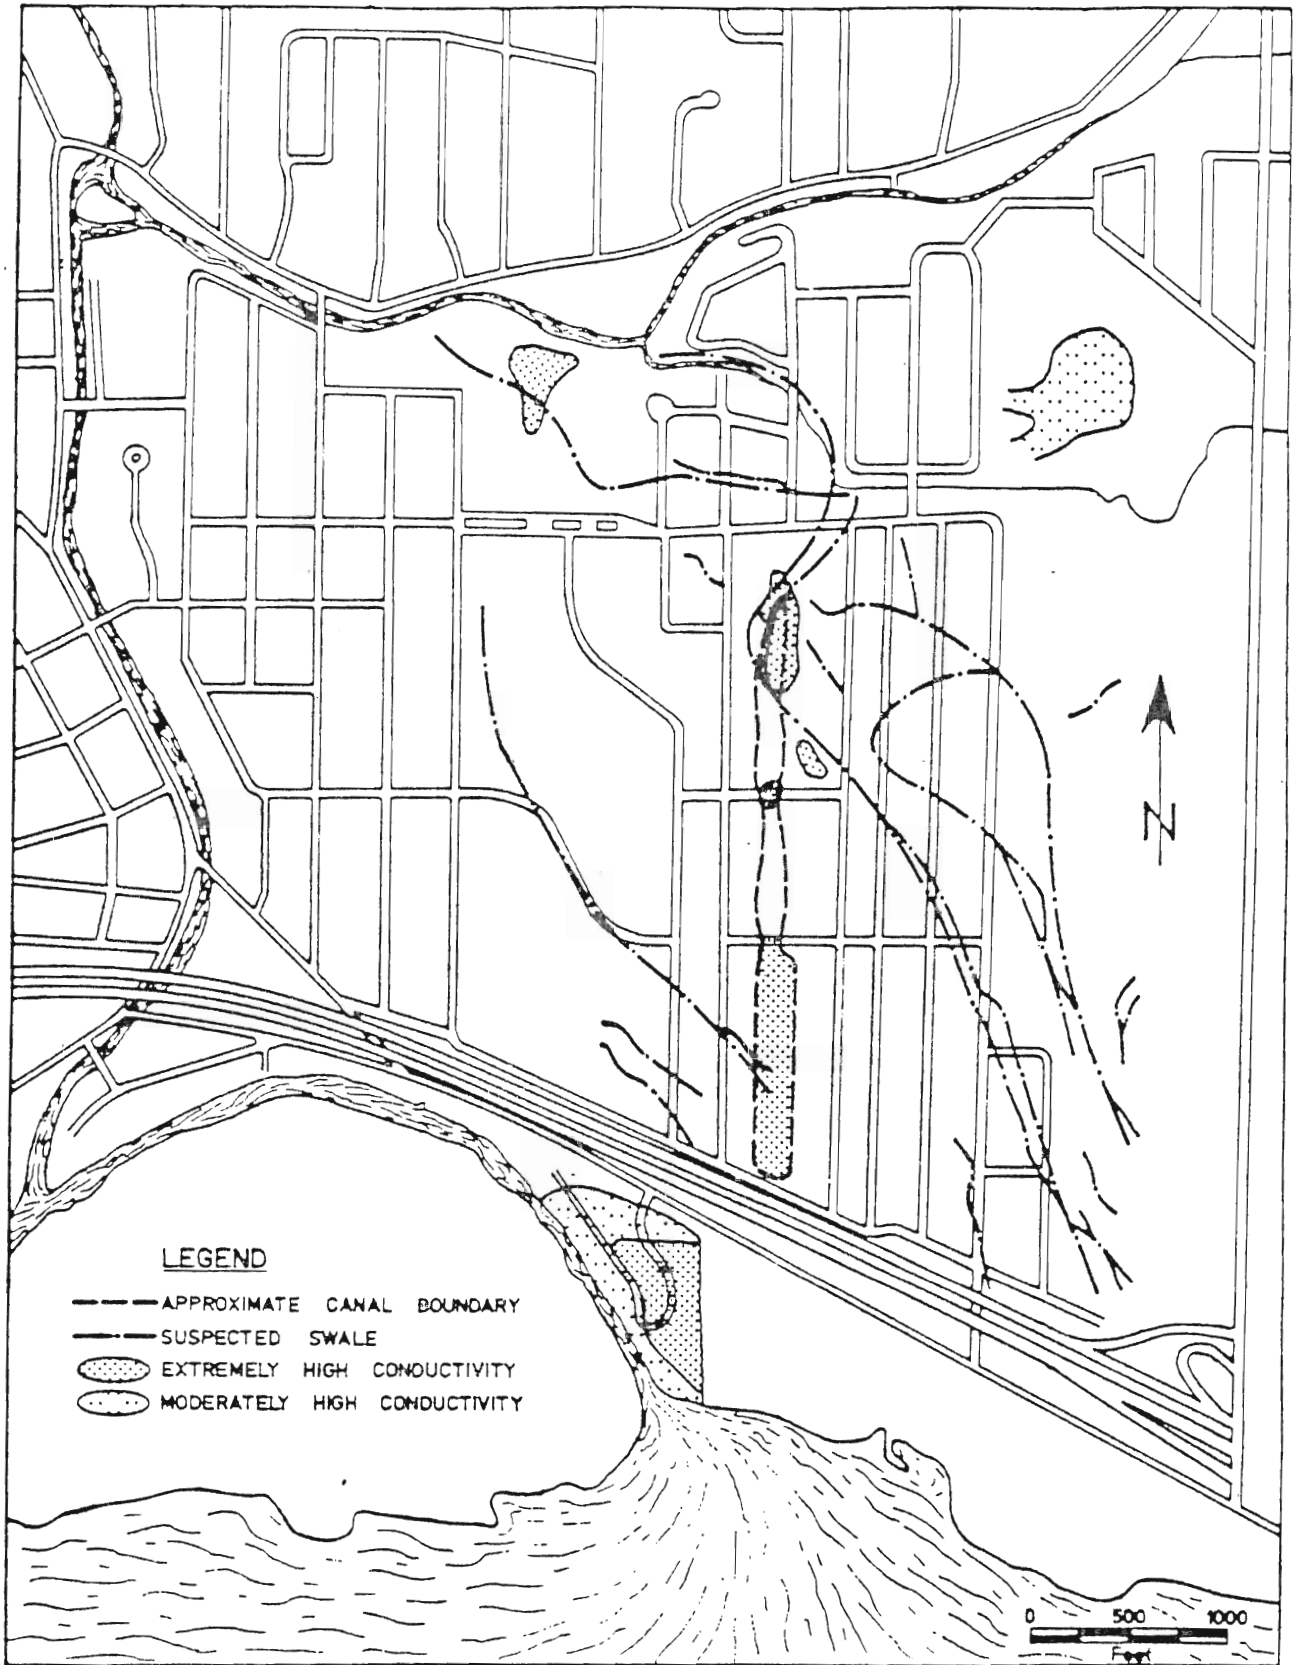 N
LEGEND
APPROXIMATE CANAL BOUNDARY
SUSPECTED SWALE
EXTREMELY HIGH CONDUCTIVITY
MODERATELY HIGH CONDUCTIVITY
0 500 1000
Feet